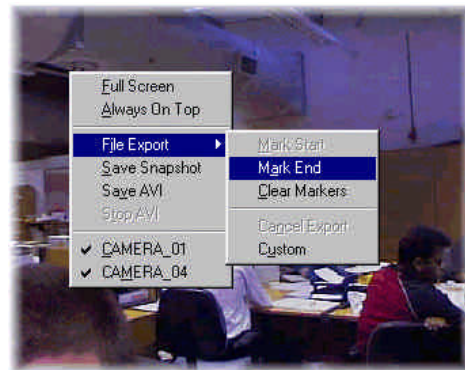 Full Screen
Always On Top
File Export
Save Snapshot
Save AVI
Stop AVI
CAMERA_01
CAMERA_04
Mark Start
Mark End
Clear Markers
Cancel Export
Custom